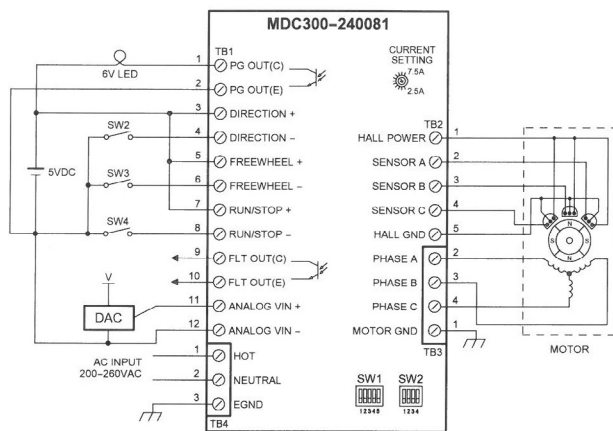 MDC300-240081
TB1
6V LED
1 PG OUT(C)
2 PG OUT(E)
3 DIRECTION +
SW2
4 DIRECTION -
5 FREEWHEEL +
5VDC
SW3
6 FREEWHEEL -
7 RUN/STOP +
SW4
8 RUN/STOP -
9 FLT OUT(C)
10 FLT OUT(E)
V
DAC
11 ANALOG VIN +
12 ANALOG VIN -
AC INPUT
200-260VAC
1 HOT
2 NEUTRAL
3 EGND
TB4
CURRENT
SETTING
7.5A
2.5A
TB2
HALL POWER 1
SENSOR A 2
SENSOR B 3
SENSOR C 4
HALL GND 5
PHASE A 2
PHASE B 3
PHASE C 4
MOTOR GND 1
TB3
N
S
S
N
MOTOR
SW1
12345
SW2
1234